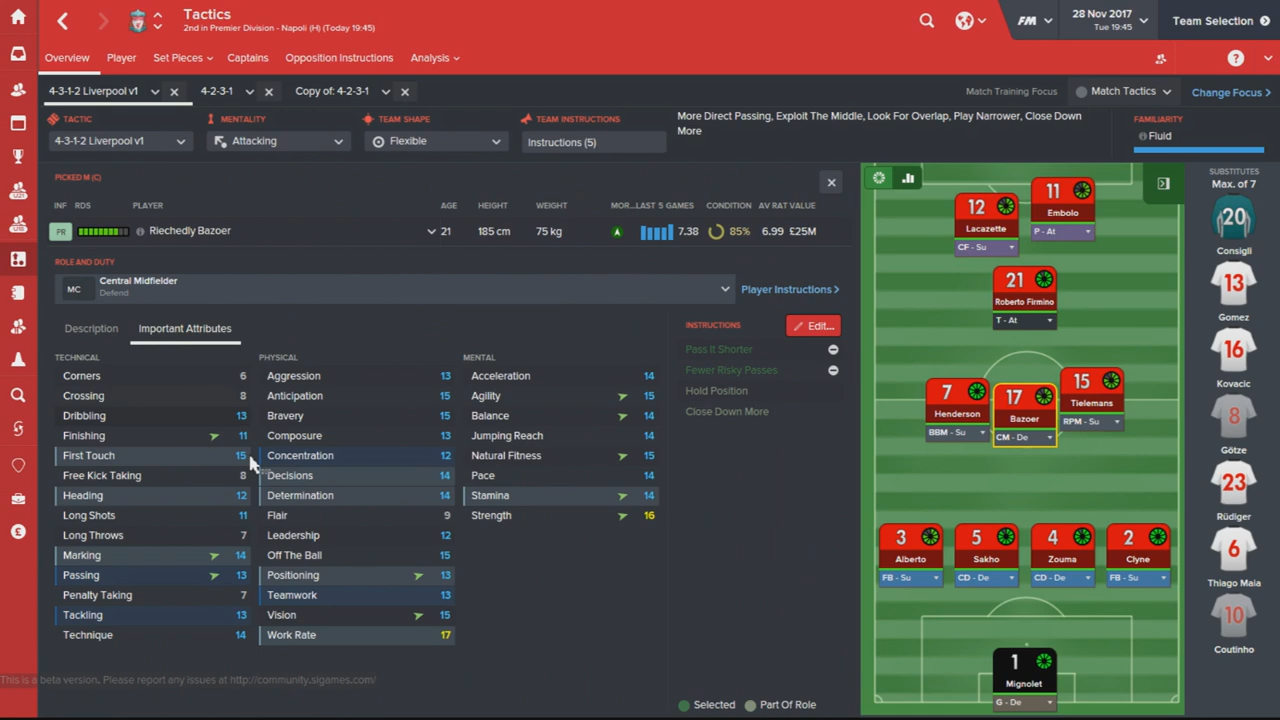 Tactics
2nd in Premier Division - Napoli (H) (Today 19:45)
FM
28 Nov 2017
Tue 19:45
Team Selection
Overview
Player
Set Pieces
Captains
Opposition Instructions
Analysis
?
4-3-1-2 Liverpool v1
4-2-3-1
Copy of: 4-2-3-1
Match Training Focus
Match Tactics
Change Focus >
TACTIC
4-3-1-2 Liverpool v1
MENTALITY
Attacking
TEAM SHAPE
Flexible
TEAM INSTRUCTIONS
Instructions (5)
More Direct Passing, Exploit The Middle, Look For Overlap, Play Narrower, Close Down
More
FAMILIARITY
Fluid
PICKED M (C)
INF RDS PLAYER AGE HEIGHT WEIGHT MOR... LAST 5 GAMES CONDITION AV RAT VALUE
PR Riechedly Bazoer 21 185 cm 75 kg 7.38 85% 6.99 £25M
ROLE AND DUTY
MC Central Midfielder
Defend
Player Instructions >
Description
Important Attributes
TECHNICAL
Corners 6
Crossing 8
Dribbling 13
Finishing 11
First Touch 15
Free Kick Taking 8
Heading 12
Long Shots 11
Long Throws 7
Marking 14
Passing 13
Penalty Taking 7
Tackling 13
Technique 14
PHYSICAL
Aggression 13
Anticipation 15
Bravery 15
Composure 13
Concentration 12
Decisions 14
Determination 14
Flair 9
Leadership 12
Off The Ball 15
Positioning 13
Teamwork 13
Vision 15
Work Rate 17
MENTAL
Acceleration 14
Agility 15
Balance 14
Jumping Reach 14
Natural Fitness 15
Pace 14
Stamina 14
Strength 16
INSTRUCTIONS
Edit...
Pass It Shorter
Fewer Risky Passes
Hold Position
Close Down More
Selected
Part Of Role
This is a beta version. Please report any issues at http://community.sigames.com/
12
Lacazette
CF - Su
11
Embolo
P - At
21
Roberto Firmino
T - At
7
Henderson
BBM - Su
17
Bazoer
CM - De
15
Tielemans
RPM - Su
3
Alberto
FB - Su
5
Sakho
CD - De
4
Zouma
CD - De
2
Clyne
FB - Su
1
Mignolet
G - De
SUBSTITUTES
Max. of 7
20
Consigli
13
Gomez
16
Kovacic
8
Götze
23
Rüdiger
6
Thiago Maia
10
Coutinho